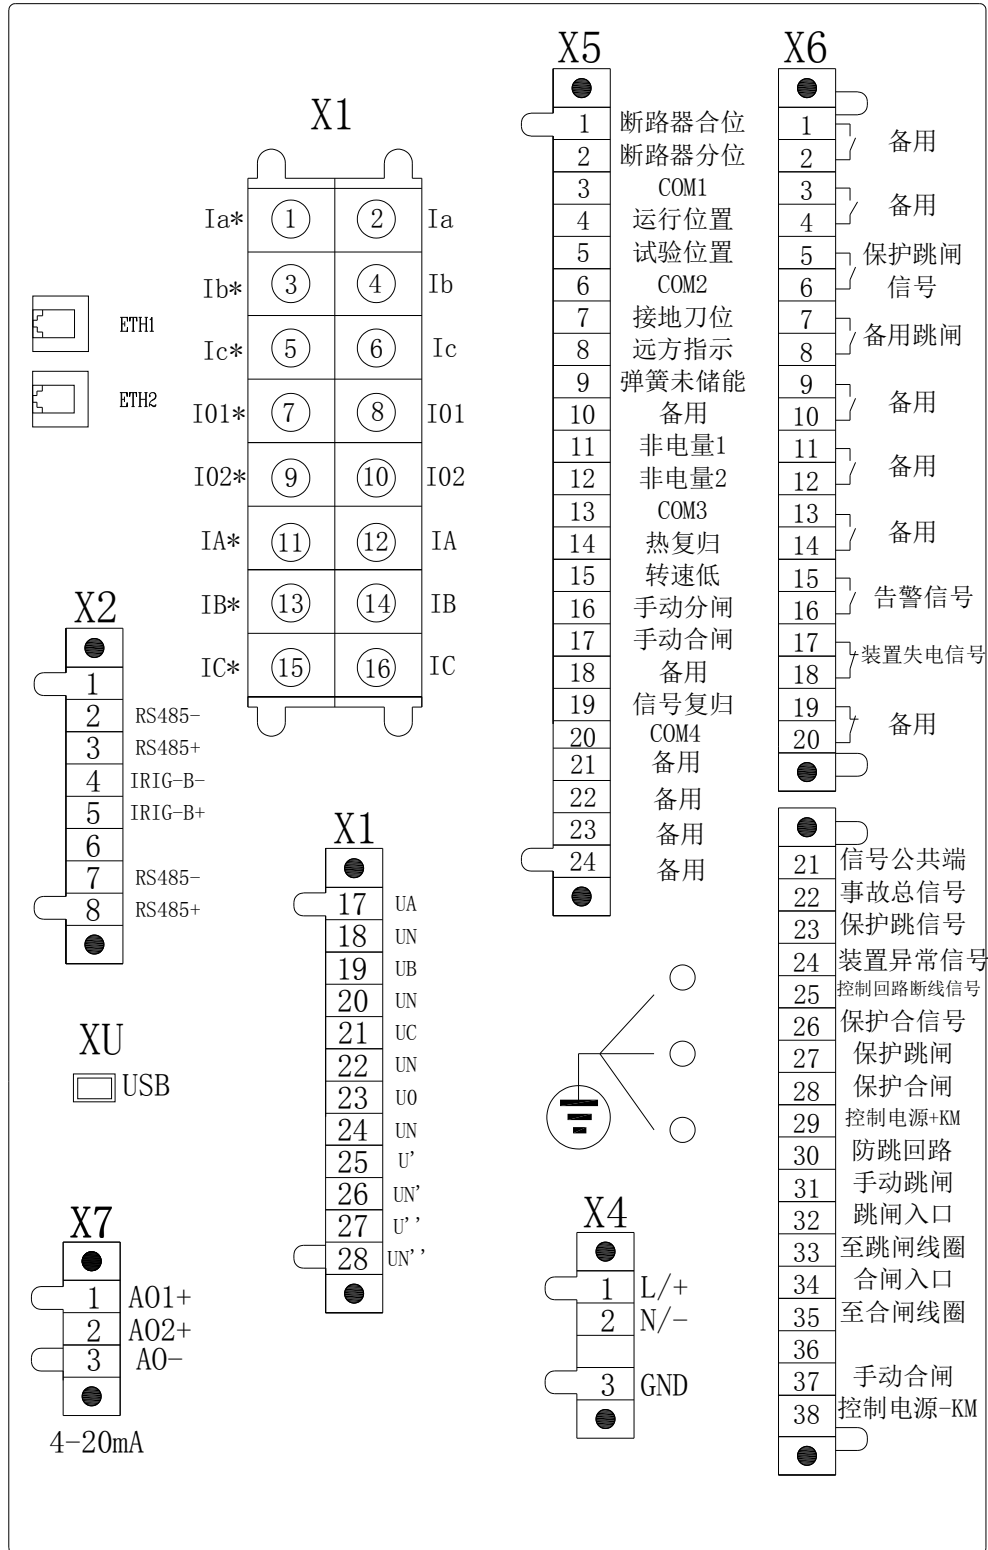 X1
Ia* 1 2 Ia
Ib* 3 4 Ib
Ic* 5 6 Ic
I01* 7 8 I01
I02* 9 10 I02
IA* 11 12 IA
IB* 13 14 IB
IC* 15 16 IC
ETH1
ETH2
X2
1
2 RS485-
3 RS485+
4 IRIG-B-
5 IRIG-B+
6
7 RS485-
8 RS485+
XU
USB
X7
1 AO1+
2 AO2+
3 AO-
4-20mA
X1
17 UA
18 UN
19 UB
20 UN
21 UC
22 UN
23 U0
24 UN
25 U'
26 UN'
27 U''
28 UN''
X5
1 断路器合位
2 断路器分位
3 COM1
4 运行位置
5 试验位置
6 COM2
7 接地刀位
8 远方指示
9 弹簧未储能
10 备用
11 非电量1
12 非电量2
13 COM3
14 热复归
15 转速低
16 手动分闸
17 手动合闸
18 备用
19 信号复归
20 COM4
21 备用
22 备用
23 备用
24 备用
X4
1 L/+
2 N/-
3 GND
X6
1
备用
2
3
备用
4
5 保护跳闸
6 信号
7
备用跳闸
8
9
备用
10
11
备用
12
13
备用
14
15
告警信号
16
17
装置失电信号
18
19
备用
20
21 信号公共端
22 事故总信号
23 保护跳信号
24 装置异常信号
25 控制回路断线信号
26 保护合信号
27 保护跳闸
28 保护合闸
29 控制电源+KM
30 防跳回路
31 手动跳闸
32 跳闸入口
33 至跳闸线圈
34 合闸入口
35 至合闸线圈
36
37 手动合闸
38 控制电源-KM